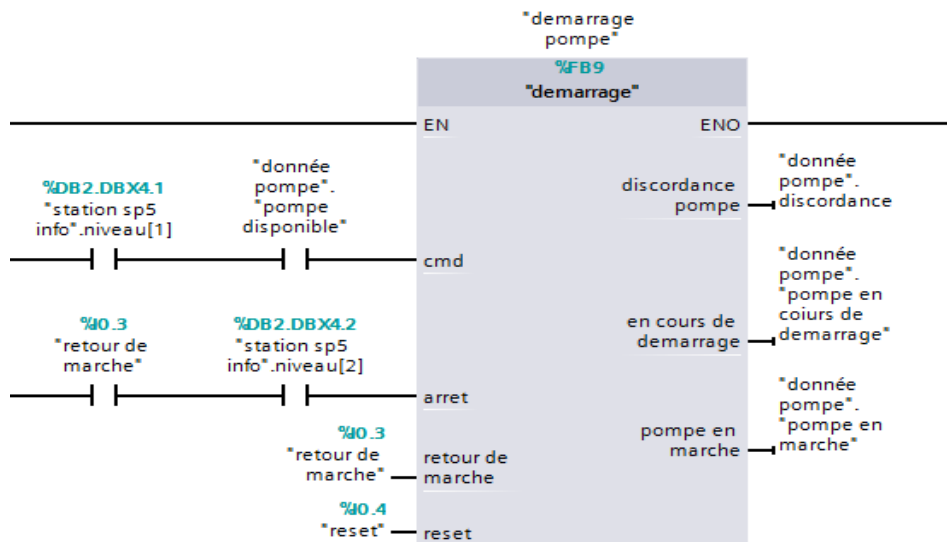 "demarrage
pompe"
%FB9
"demarrage"
EN
ENO
"donnée
pompe".
"pompe
disponible"
%DB2.DBX4.1
"station sp5
info".niveau[1]
cmd
discordance
pompe
"donnée
pompe".
discordance
%I0.3
"retour de
marche"
%DB2.DBX4.2
"station sp5
info".niveau[2]
arret
en cours de
demarrage
"donnée
pompe".
"pompe en
coiurs de
demarrage"
%I0.3
"retour de
marche"
retour de
marche
pompe en
marche
"donnée
pompe".
"pompe en
marche"
%I0.4
"reset"
reset